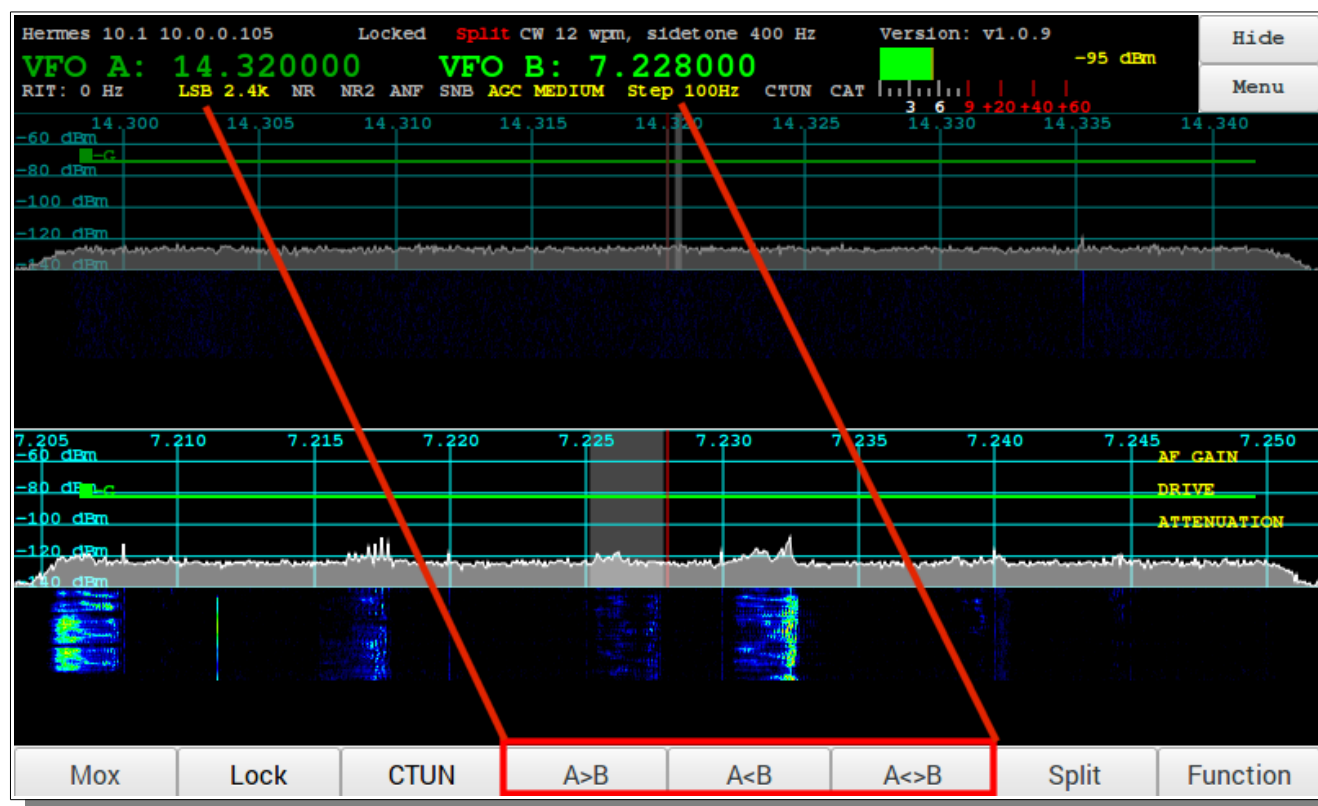 Hermes 10.1 10.0.0.105 Locked Split CW 12 wpm, sidetone 400 Hz Version: v1.0.9 Hide
VFO A: 14.320000 VFO B: 7.228000 -95 dBm
RIT: 0 Hz LSB 2.4k NR NR2 ANF SNB AGC MEDIUM Step 100Hz CTUN CAT Menu
3 6 9 +20 +40 +60
14.300 14.305 14.310 14.315 14.320 14.325 14.330 14.335 14.340
-60 dBm
-G
-80 dBm
-100 dBm
-120 dBm
-140 dBm
7.205 7.210 7.215 7.220 7.225 7.230 7.235 7.240 7.245 7.250
-60 dBm AF GAIN
-80 dBm -G DRIVE
-100 dBm ATTENUATION
-120 dBm
-140 dBm
Mox Lock CTUN A>B A<B A<>B Split Function